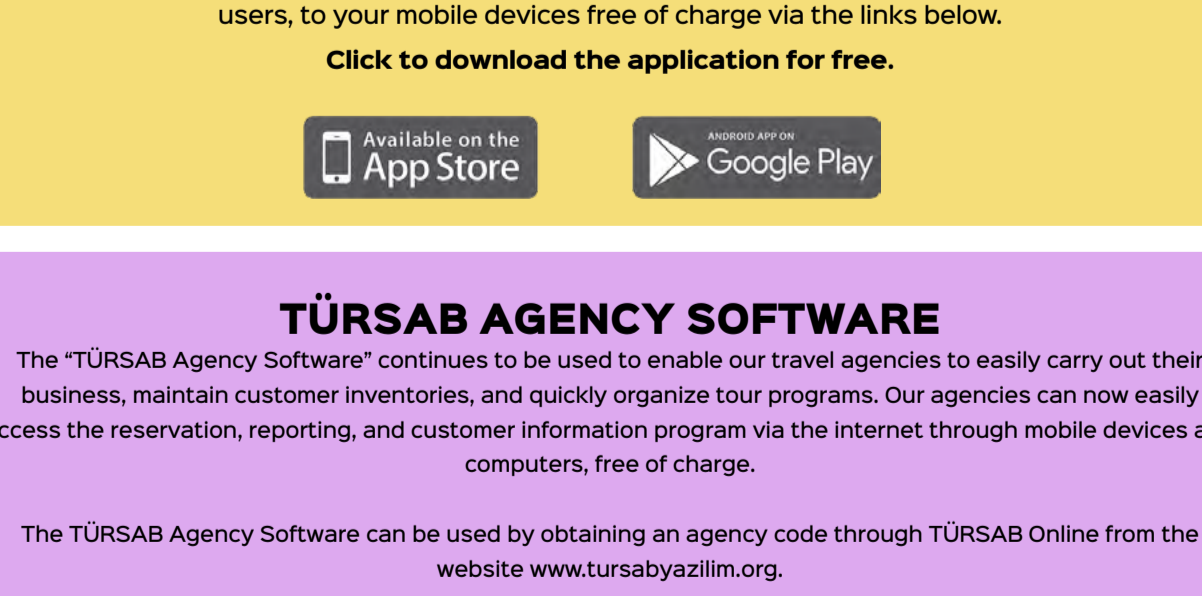 users, to your mobile devices free of charge via the links below.
Click to download the application for free.
Available on the
App Store
ANDROID APP ON
Google Play
TÜRSAB AGENCY SOFTWARE
The “TÜRSAB Agency Software” continues to be used to enable our travel agencies to easily carry out their
business, maintain customer inventories, and quickly organize tour programs. Our agencies can now easily
the reservation, reporting, and customer information program via the internet through mobile devices
computers, free of charge.
The TÜRSAB Agency Software can be used by obtaining an agency code through TÜRSAB Online from the
website www.tursabyazilim.org.